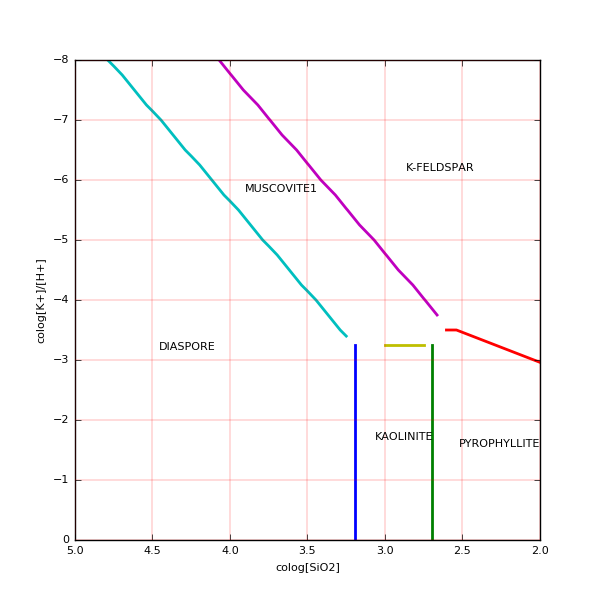 −8
−7
K-FELDSPAR
−6
MUSCOVITE1
−5
colog[K+]/[H+]
−4
DIASPORE
−3
−2
KAOLINITE
PYROPHYLLITE
−1
0
5.0 4.5 4.0 3.5 3.0 2.5 2.0
colog[SiO2]